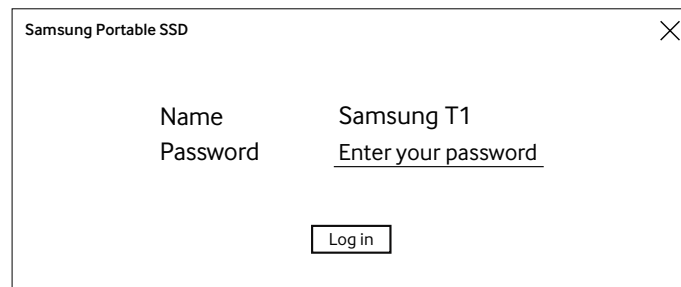 Samsung Portable SSD
Name Samsung T1
Password Enter your password
Log in